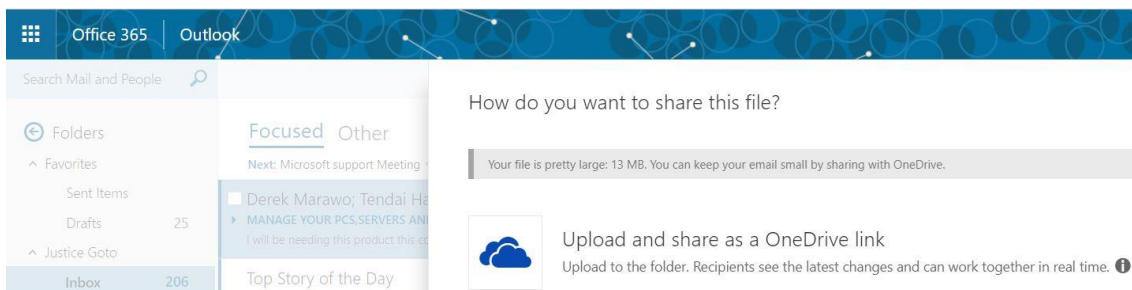 Office 365
Outlook
Search Mail and People
How do you want to share this file?
Folders
Favorites
Sent Items
Drafts 25
Justice Goto
Inbox 206
Focused Other
Next: Microsoft support Meeting
Derek Marawo; Tendai
MANAGE YOUR PCS,SERVERS
I will be needing this product this
Top Story of the Day
Your file is pretty large: 13 MB. You can keep your email small by sharing with OneDrive.
Upload and share as a OneDrive link
Upload to the folder. Recipients see the latest changes and can work together in real time.